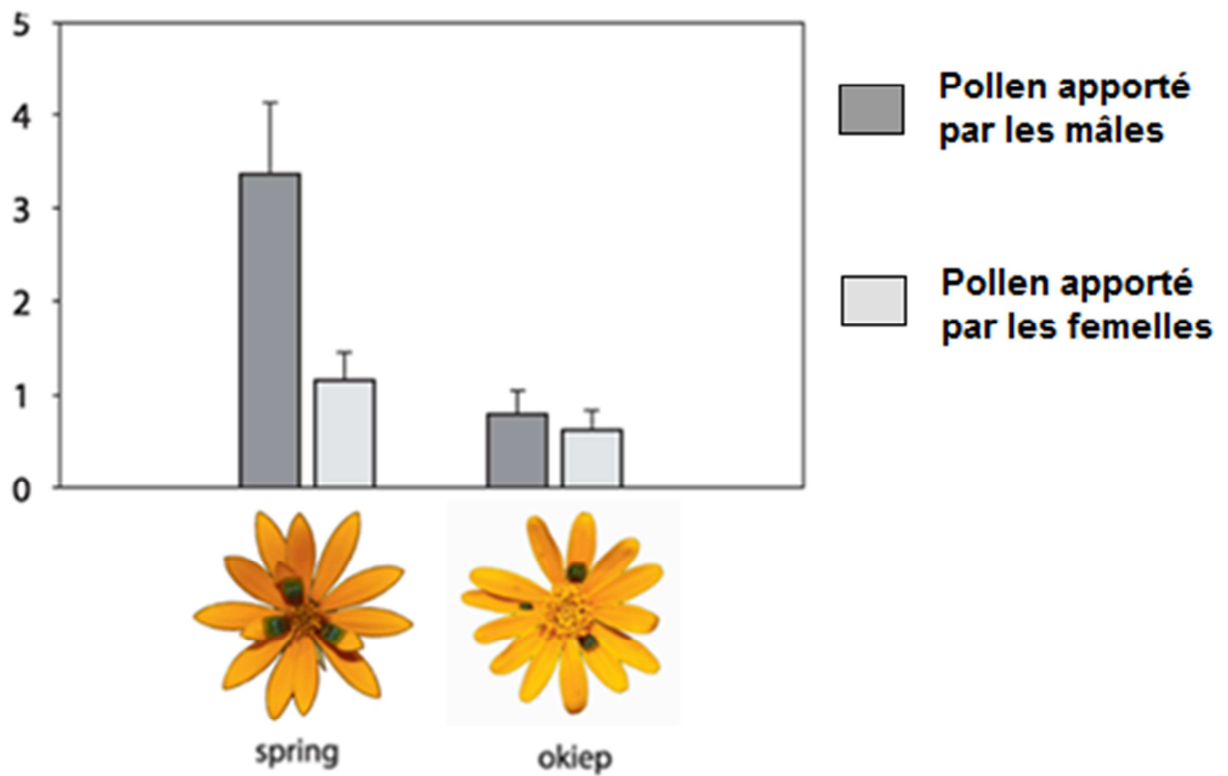 5
4
3
2
1
0
Pollen apporté
par les mâles
Pollen apporté
par les femelles
spring
okiep